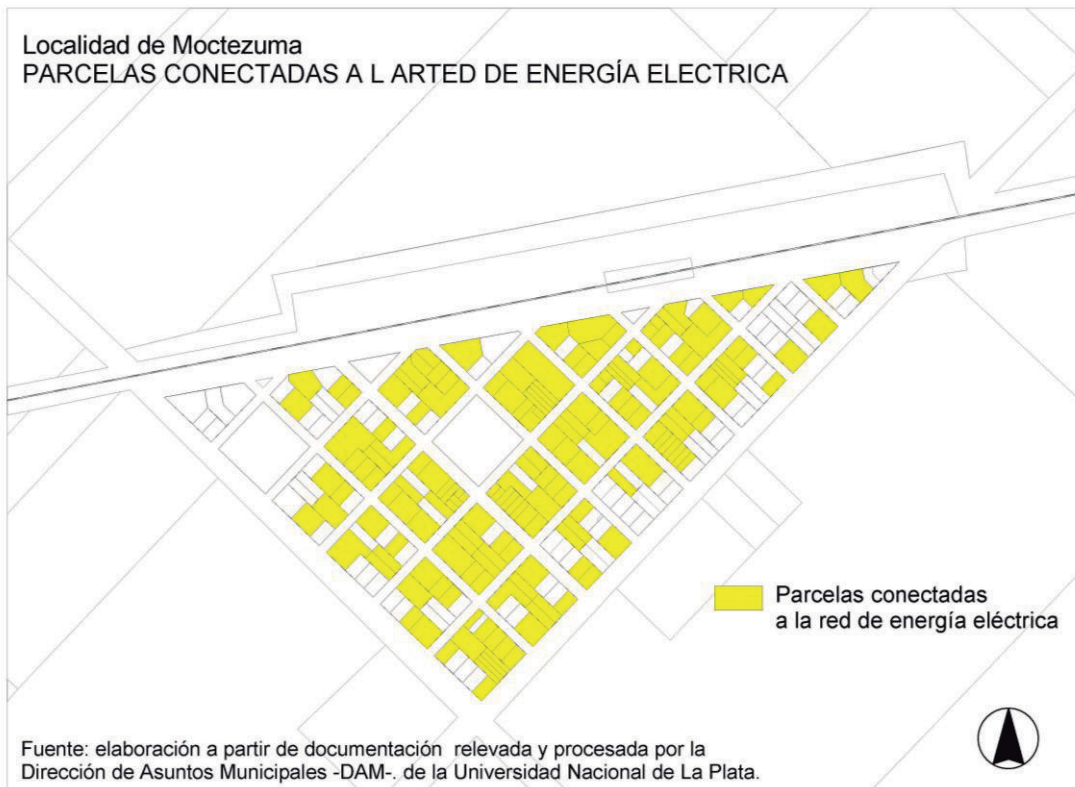 Localidad de Moctezuma
PARCELAS CONECTADAS A L ARTED DE ENERGÍA ELECTRICA
Parcelas conectadas
a la red de energía eléctrica
Fuente: elaboración a partir de documentación relevada y procesada por la
Dirección de Asuntos Municipales -DAM-. de la Universidad Nacional de La Plata.